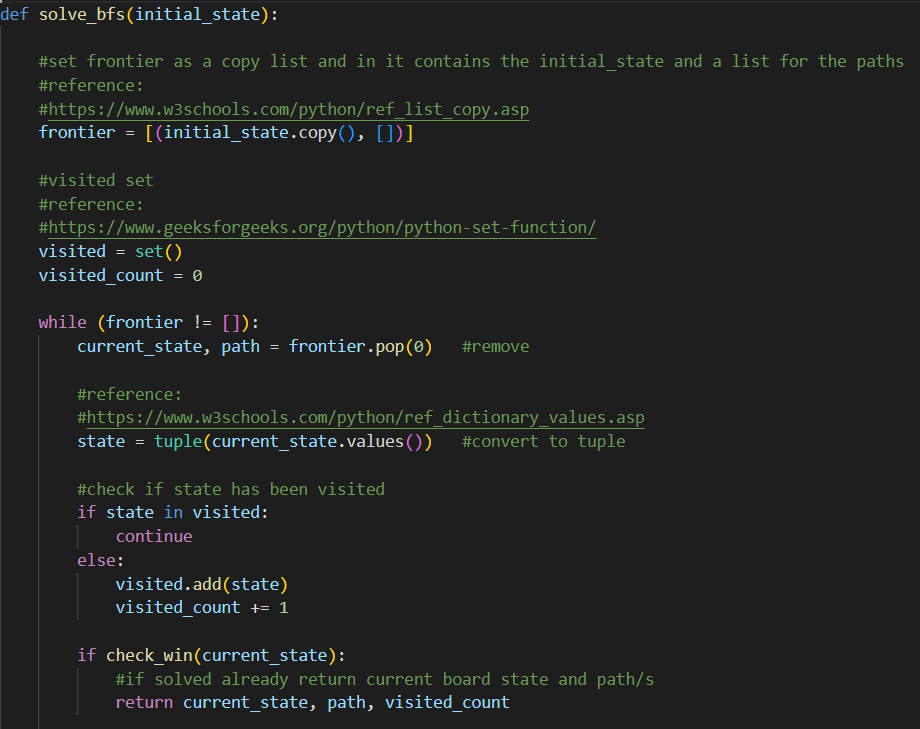 def solve_bfs(initial_state):
#set frontier as a copy list and in it contains the initial_state and a list for the paths
#reference:
#https://www.w3schools.com/python/ref_list_copy.asp
frontier = [(initial_state.copy(), [])]
#visited set
#reference:
#https://www.geeksforgeeks.org/python/python-set-function/
visited = set()
visited_count = 0
while (frontier != []):
current_state, path = frontier.pop(0)   #remove
#reference:
#https://www.w3schools.com/python/ref_dictionary_values.asp
state = tuple(current_state.values())   #convert to tuple
#check if state has been visited
if state in visited:
continue
else:
visited.add(state)
visited_count += 1
if check_win(current_state):
#if solved already return current board state and path/s
return current_state, path, visited_count